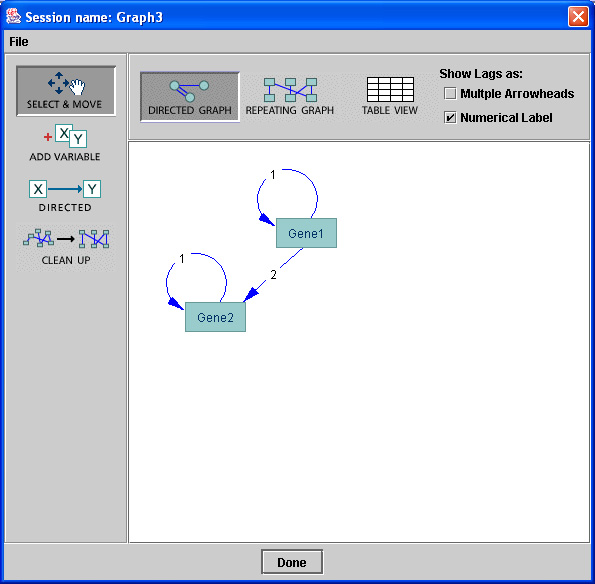 Session name: Graph3
File
SELECT & MOVE
X Y
ADD VARIABLE
X Y
DIRECTED
CLEAN UP
DIRECTED GRAPH
REPEATING GRAPH
TABLE VIEW
Show Lags as:
Multple Arrowheads
Numerical Label
1
Gene1
2
1
Gene2
Done